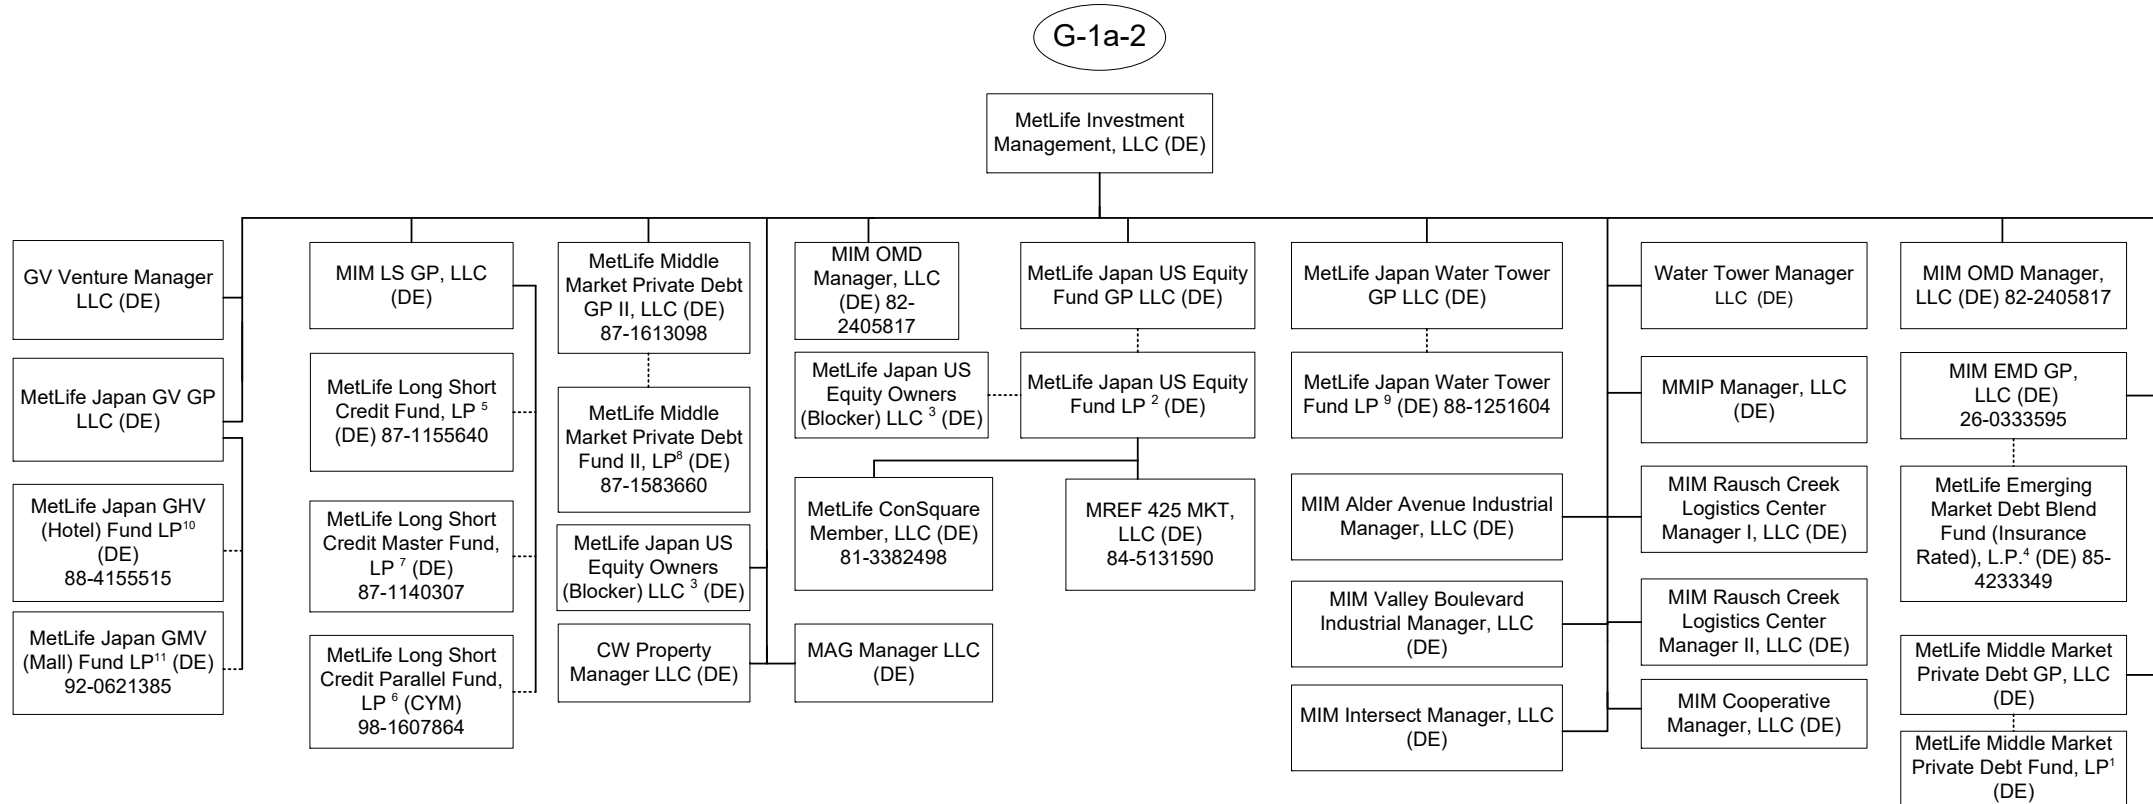 G-1a-2
MetLife Investment
Management, LLC (DE)
GV Venture Manager
LLC (DE)
MetLife Japan GV GP
LLC (DE)
MetLife Japan GHV
(Hotel) Fund LP10
(DE)
88-4155515
MetLife Japan GMV
(Mall) Fund LP11 (DE)
92-0621385
MIM LS GP, LLC
(DE)
MetLife Long Short
Credit Fund, LP 5
(DE) 87-1155640
MetLife Long Short
Credit Master Fund,
LP 7 (DE)
87-1140307
MetLife Long Short
Credit Parallel Fund,
LP 6 (CYM)
98-1607864
MetLife Middle
Market Private Debt
GP II, LLC (DE)
87-1613098
MetLife Middle
Market Private Debt
Fund II, LP8 (DE)
87-1583660
MetLife Japan US
Equity Owners
(Blocker) LLC 3 (DE)
CW Property
Manager LLC (DE)
MIM OMD
Manager, LLC
(DE) 82-
2405817
MetLife Japan US
Equity Owners
(Blocker) LLC 3 (DE)
MetLife ConSquare
Member, LLC (DE)
81-3382498
MAG Manager LLC
(DE)
MetLife Japan US Equity
Fund GP LLC (DE)
MetLife Japan US Equity
Fund LP 2 (DE)
MREF 425 MKT,
LLC (DE)
84-5131590
MetLife Japan Water Tower
GP LLC (DE)
MetLife Japan Water Tower
Fund LP 9 (DE) 88-1251604
MIM Alder Avenue Industrial
Manager, LLC (DE)
MIM Valley Boulevard
Industrial Manager, LLC
(DE)
MIM Intersect Manager, LLC
(DE)
Water Tower Manager
LLC (DE)
MMIP Manager, LLC
(DE)
MIM Rausch Creek
Logistics Center
Manager I, LLC (DE)
MIM Rausch Creek
Logistics Center
Manager II, LLC (DE)
MIM Cooperative
Manager, LLC (DE)
MIM OMD Manager,
LLC (DE) 82-2405817
MIM EMD GP,
LLC (DE)
26-0333595
MetLife Emerging
Market Debt Blend
Fund (Insurance
Rated), L.P.4 (DE) 85-
4233349
MetLife Middle Market
Private Debt GP, LLC
(DE)
MetLife Middle Market
Private Debt Fund, LP1
(DE)